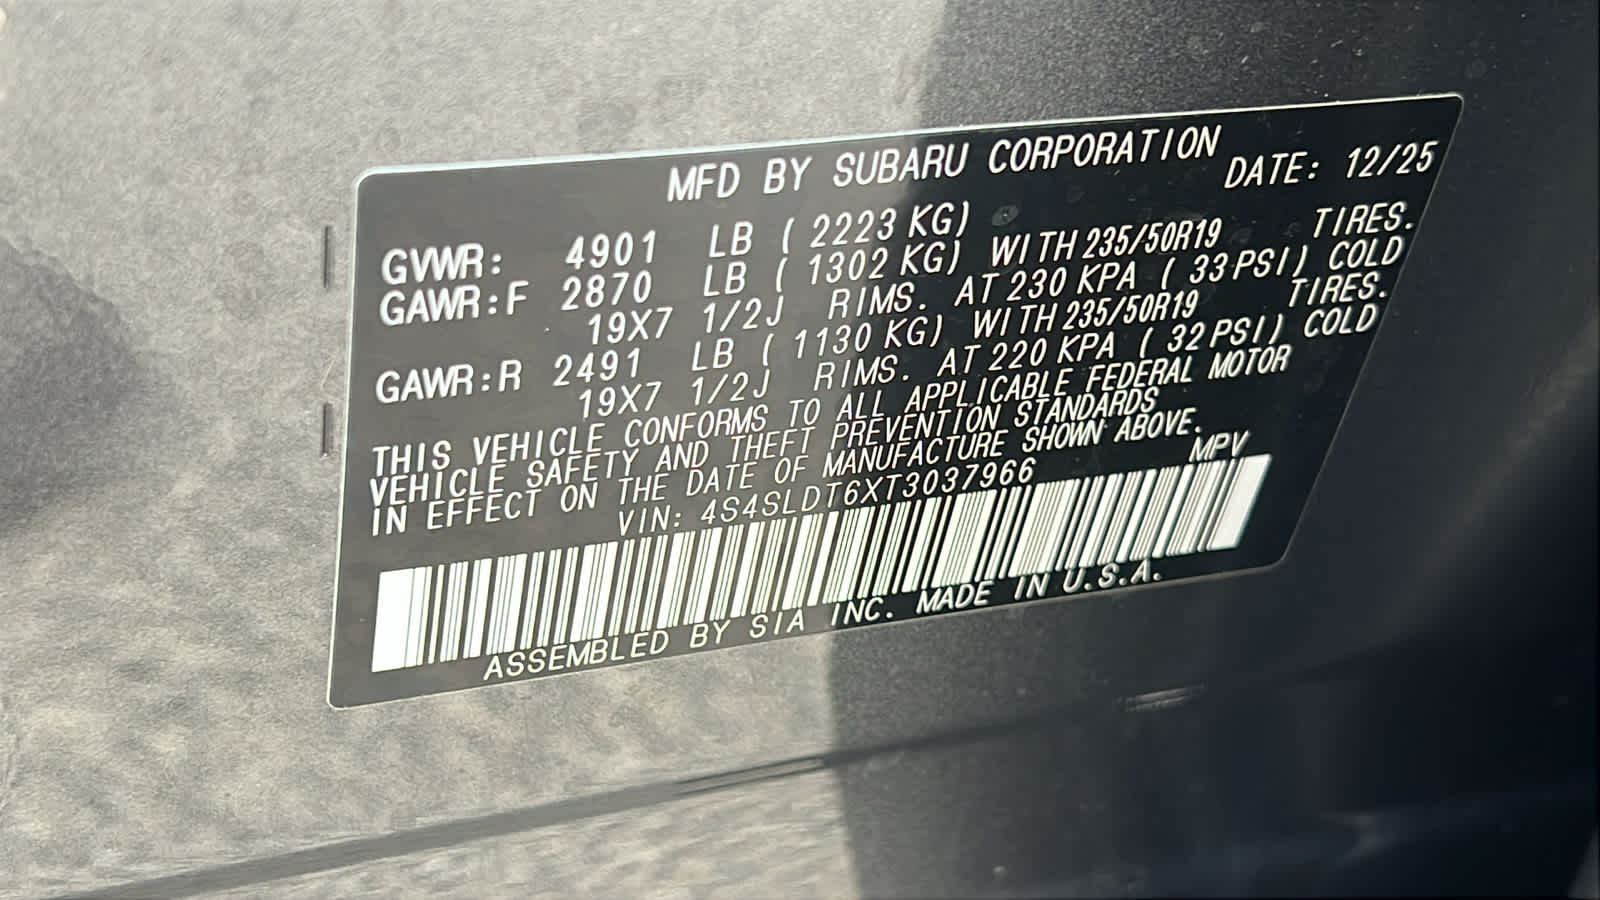 MFD BY SUBARU CORPORATION DATE: 12/25
GVWR: 4901 LB ( 2223 KG)
GAWR:F 2870 LB ( 1302 KG) WITH 235/50R19 TIRES.
19X7 1/2J RIMS. AT 230 KPA ( 33 PSI) COLD
GAWR:R 2491 LB ( 1130 KG) WITH 235/50R19 TIRES.
19X7 1/2J RIMS. AT 220 KPA ( 32 PSI) COLD
THIS VEHICLE CONFORMS TO ALL APPLICABLE FEDERAL MOTOR
VEHICLE SAFETY AND THEFT PREVENTION STANDARDS
IN EFFECT ON THE DATE OF MANUFACTURE SHOWN ABOVE.
VIN: 4S4SLDT6XT3037966 MPV
ASSEMBLED BY SIA INC. MADE IN U.S.A.